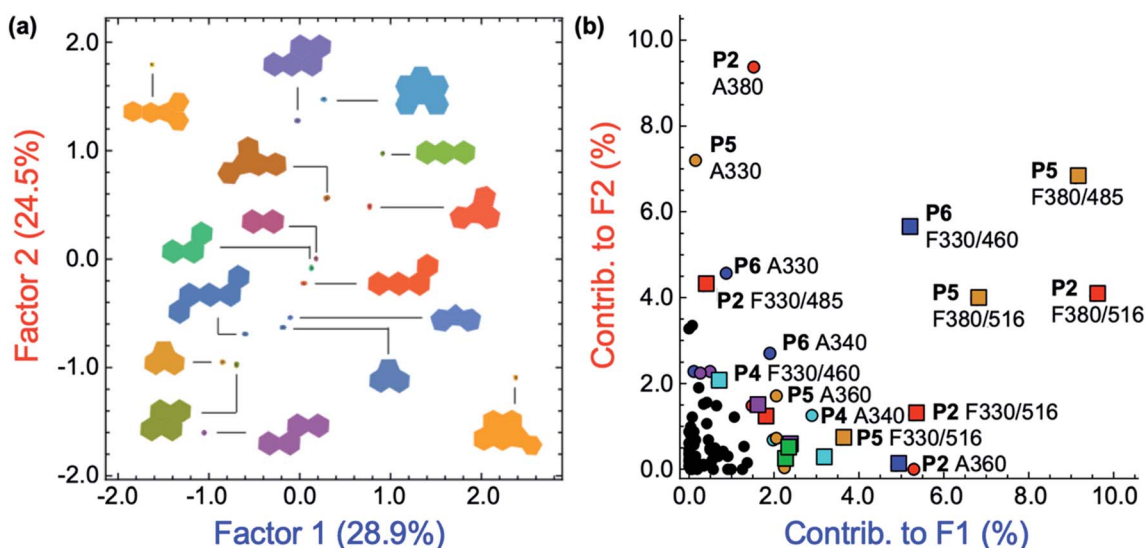 (a)
2.0
1.0
0.0
-1.0
-2.0
Factor 2 (24.5%)
-2.0 -1.0 0.0 1.0 2.0
Factor 1 (28.9%)
(b)
10.0
8.0
6.0
4.0
2.0
0.0
Contrib. to F2 (%)
P2
A380
P5
A330
P5
F380/485
P6
F330/460
P6 A330
P2 F330/485
P5
F380/516
P2
F380/516
P6 A340
P4 F330/460
P5 A360
P4 A340
P2 F330/516
P5 F330/516
P2 A360
0.0 2.0 4.0 6.0 8.0 10.0
Contrib. to F1 (%)